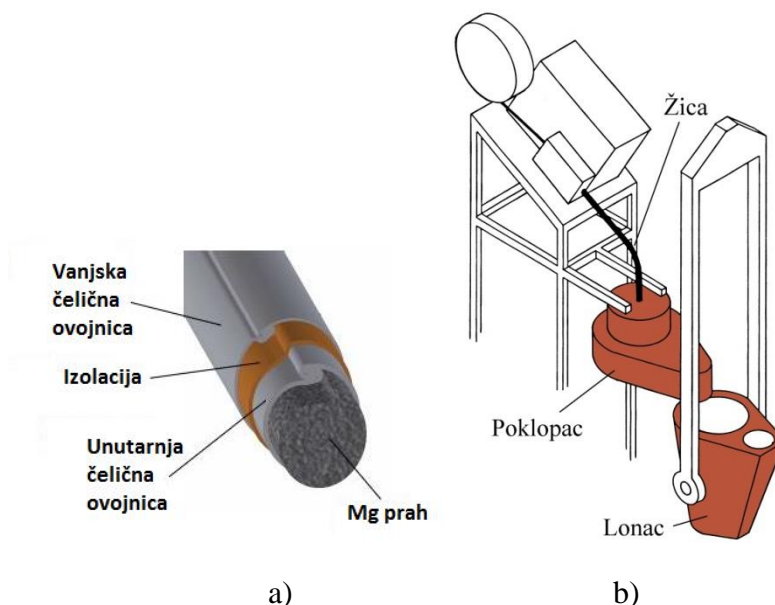 Vanjska
čelična
ovojnica
Izolacija
Unutarnja
čelična
ovojnica
Mg prah
Žica
Poklopac
Lonac
a)
b)